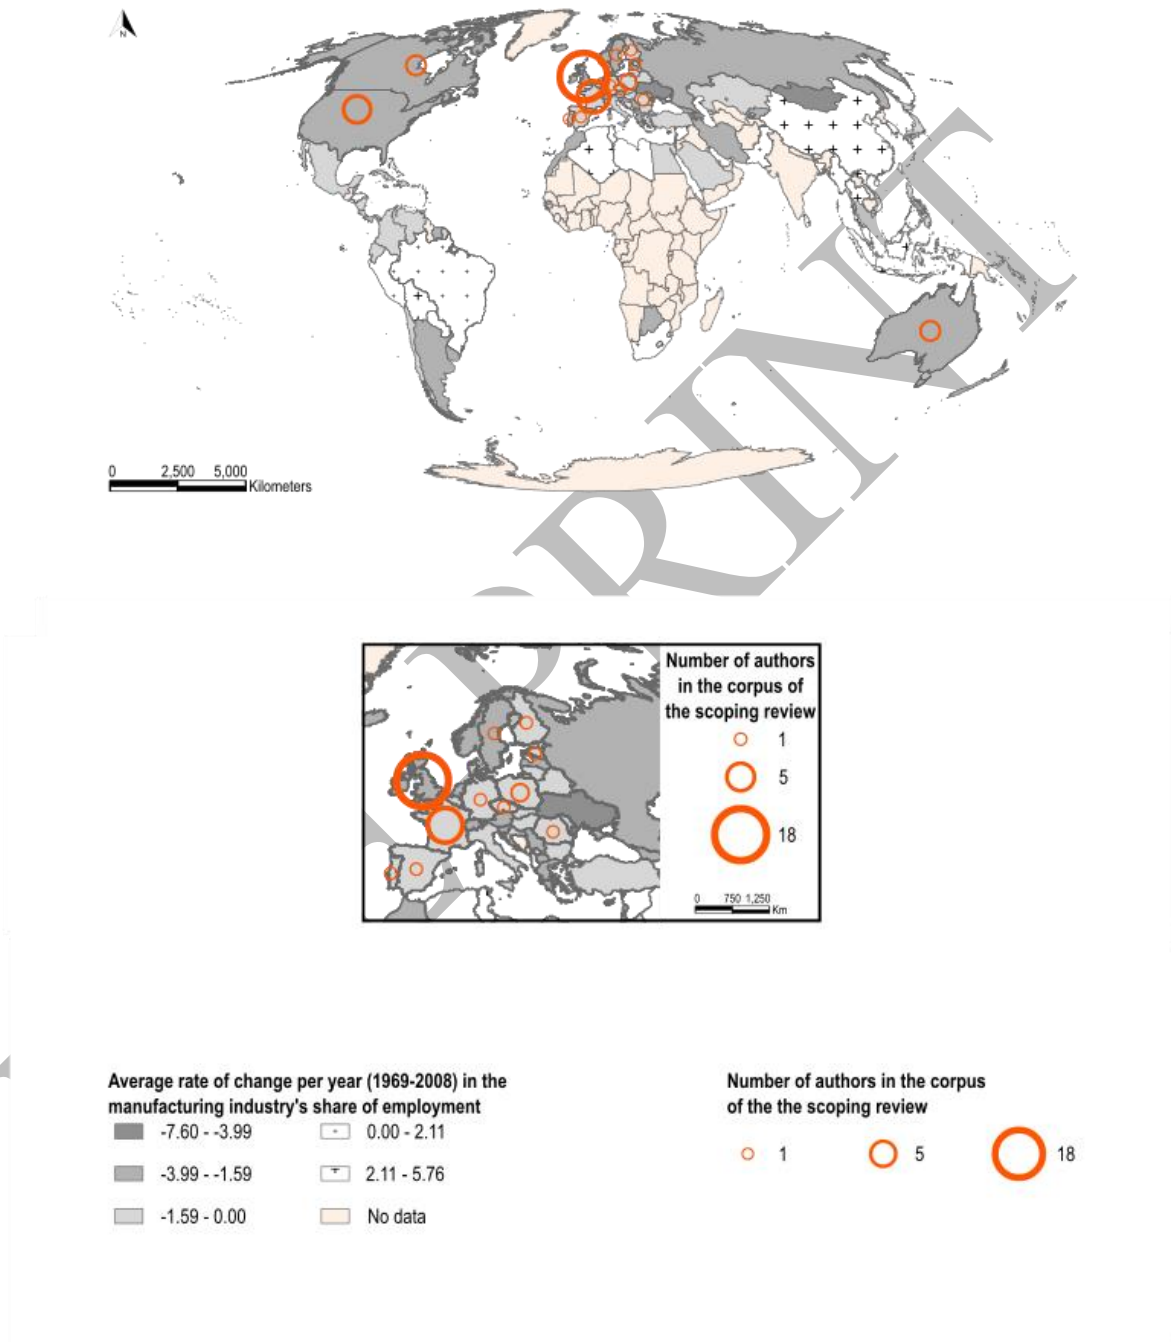 N
0 2,500 5,000
Kilometers
Number of authors
in the corpus of
the scoping review
1
5
18
0 750 1,250
Km
Average rate of change per year (1969-2008) in the
manufacturing industry's share of employment
-7.60 - -3.99
0.00 - 2.11
-3.99 - -1.59
2.11 - 5.76
-1.59 - 0.00
No data
Number of authors in the corpus
of the the scoping review
1
5
18